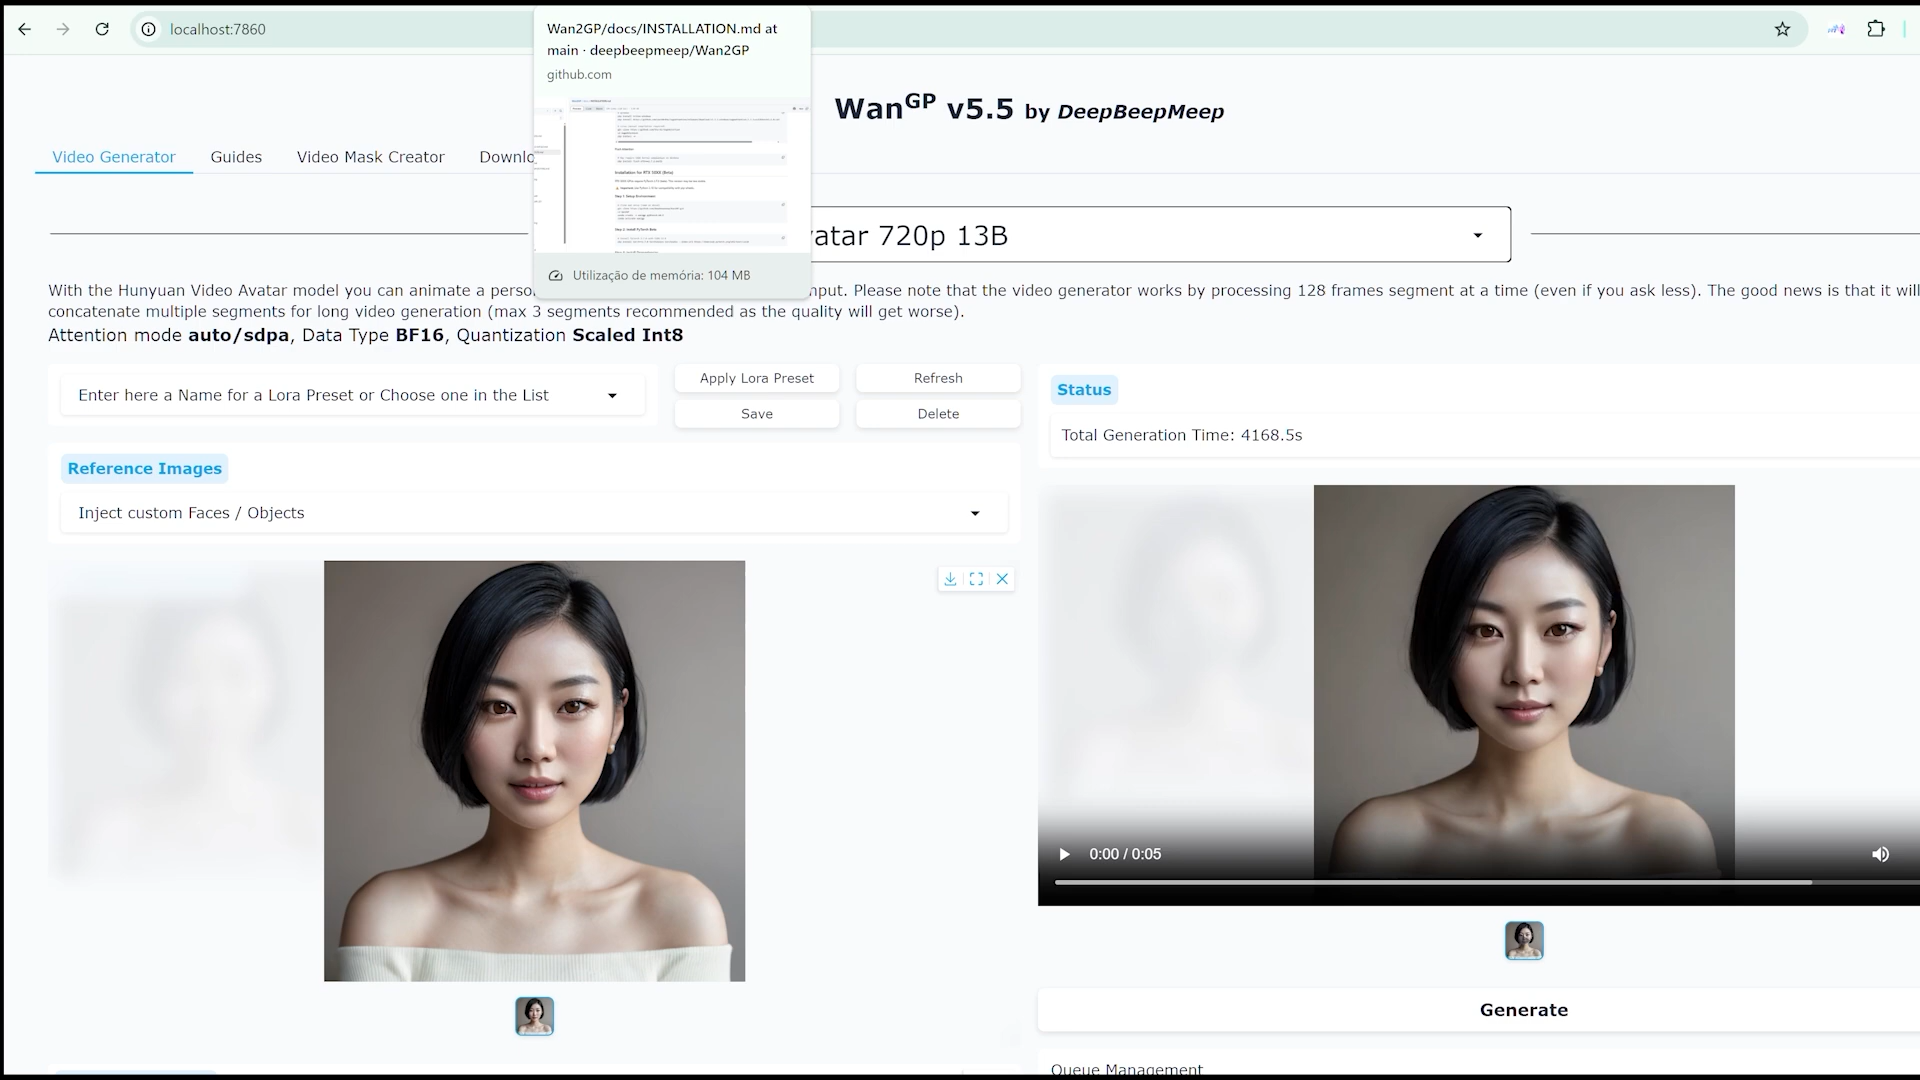 localhost:7860
Wan2GP/docs/INSTALLATION.md at
main · deepbeepmeep/Wan2GP
github.com
Utilização de memória: 104 MB
WanGP v5.5 by DeepBeepMeep
Video Generator
Guides
Video Mask Creator
Downlo
vatar 720p 13B
With the Hunyuan Video Avatar model you can animate a perso nput. Please note that the video generator works by processing 128 frames segment at a time (even if you ask less). The good news is that it will
concatenate multiple segments for long video generation (max 3 segments recommended as the quality will get worse).
Attention mode auto/sdpa, Data Type BF16, Quantization Scaled Int8
Enter here a Name for a Lora Preset or Choose one in the List
Apply Lora Preset
Refresh
Save
Delete
Status
Total Generation Time: 4168.5s
Reference Images
Inject custom Faces / Objects
0:00 / 0:05
Generate
Queue Management